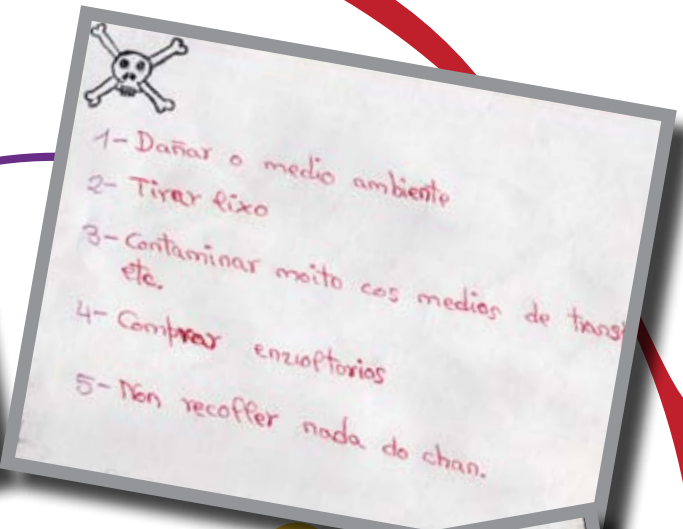 1- Dañar o medio ambiente
2- Tirar lixo
3- Contaminar moito cos medios de trans
etc.
4- Comprar
5- Non recoller nada do chan.